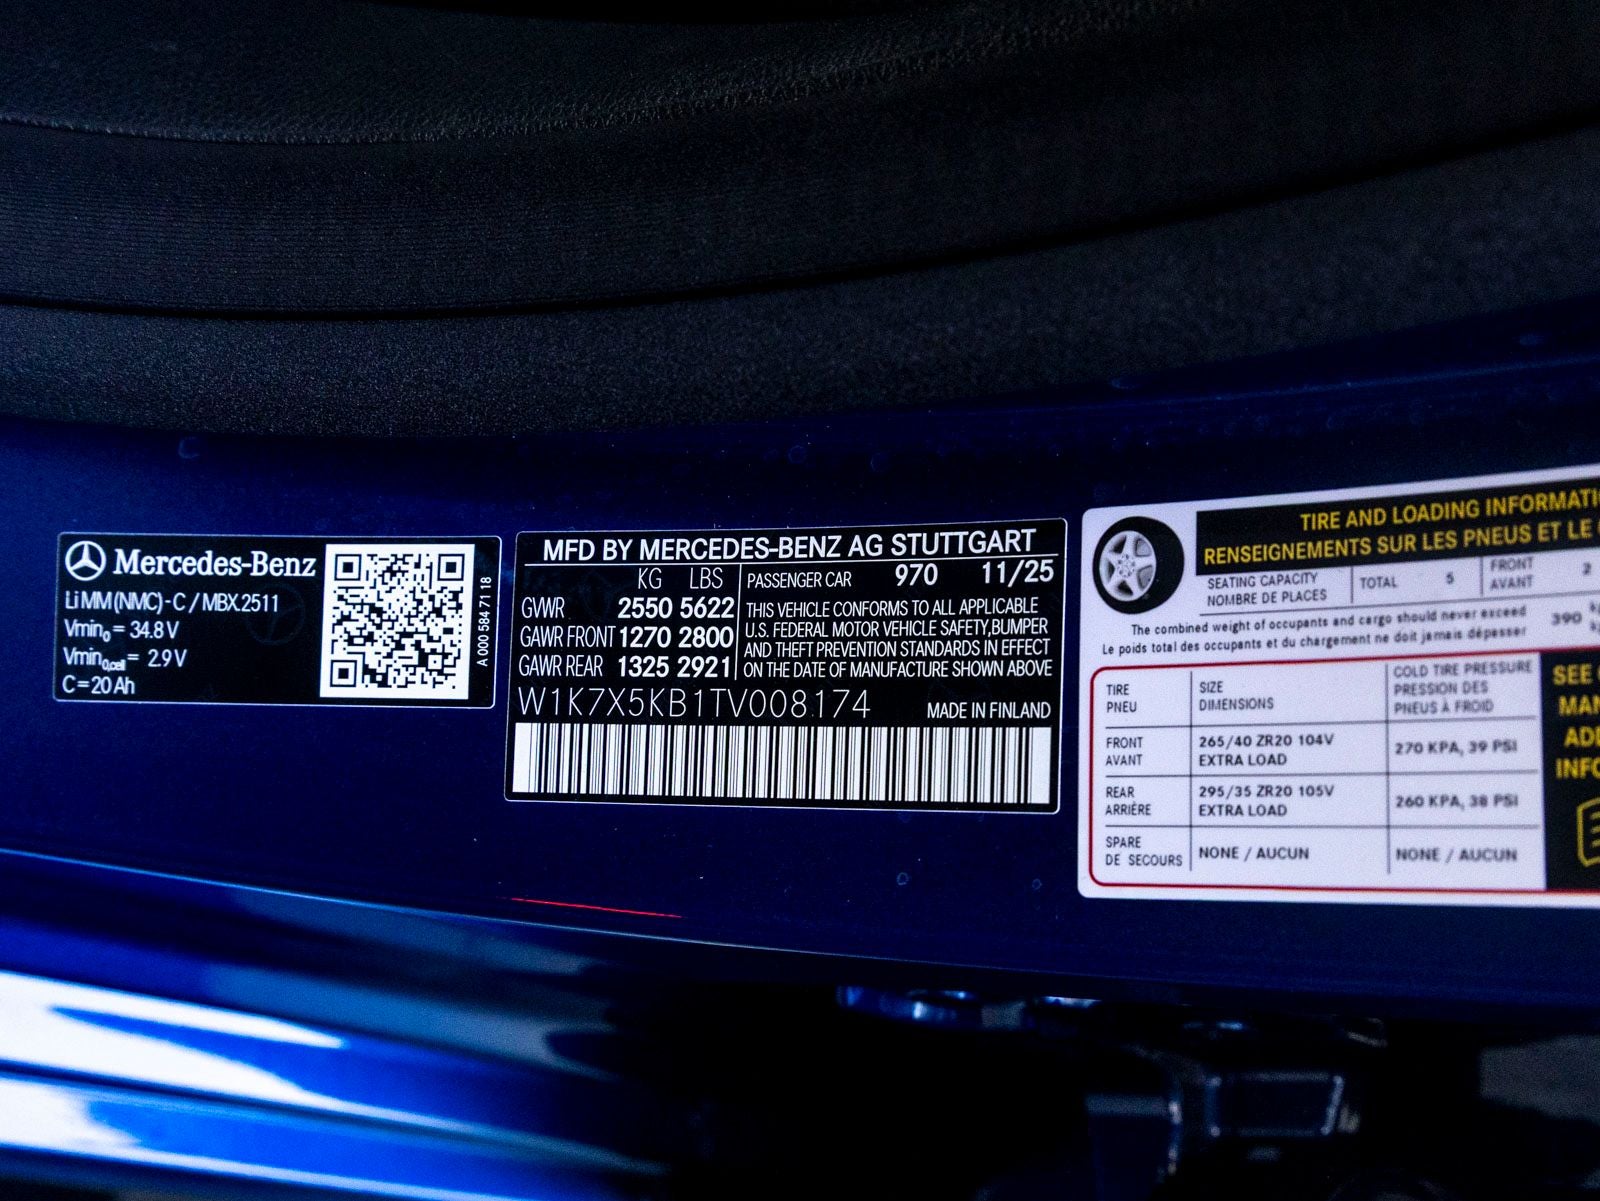 Mercedes-Benz
Li MM (NMC) - C / MBX.2511
Vmin0 = 34.8 V
Vmin0,cell = 2.9 V
C = 20 Ah
A 000 584 71 18
MFD BY MERCEDES-BENZ AG STUTTGART
KG LBS
GVWR 2550 5622
GAWR FRONT 1270 2800
GAWR REAR 1325 2921
PASSENGER CAR 970 11/25
THIS VEHICLE CONFORMS TO ALL APPLICABLE
U.S. FEDERAL MOTOR VEHICLE SAFETY,BUMPER
AND THEFT PREVENTION STANDARDS IN EFFECT
ON THE DATE OF MANUFACTURE SHOWN ABOVE
W1K7X5KB1TV008174
MADE IN FINLAND
TIRE AND LOADING INFORMATI
RENSEIGNEMENTS SUR LES PNEUS ET LE
SEATING CAPACITY
NOMBRE DE PLACES
TOTAL 5
FRONT
AVANT
2
The combined weight of occupants and cargo should never exceed
Le poids total des occupants et du chargement ne doit jamais dépasser
390
TIRE
PNEU
SIZE
DIMENSIONS
COLD TIRE PRESSURE
PRESSION DES
PNEUS À FROID
FRONT
AVANT
265/40 ZR20 104V
EXTRA LOAD
270 KPA, 39 PSI
REAR
ARRIÈRE
295/35 ZR20 105V
EXTRA LOAD
260 KPA, 38 PSI
SPARE
DE SECOURS
NONE / AUCUN
NONE / AUCUN
SEE
MAN
ADD
INFO